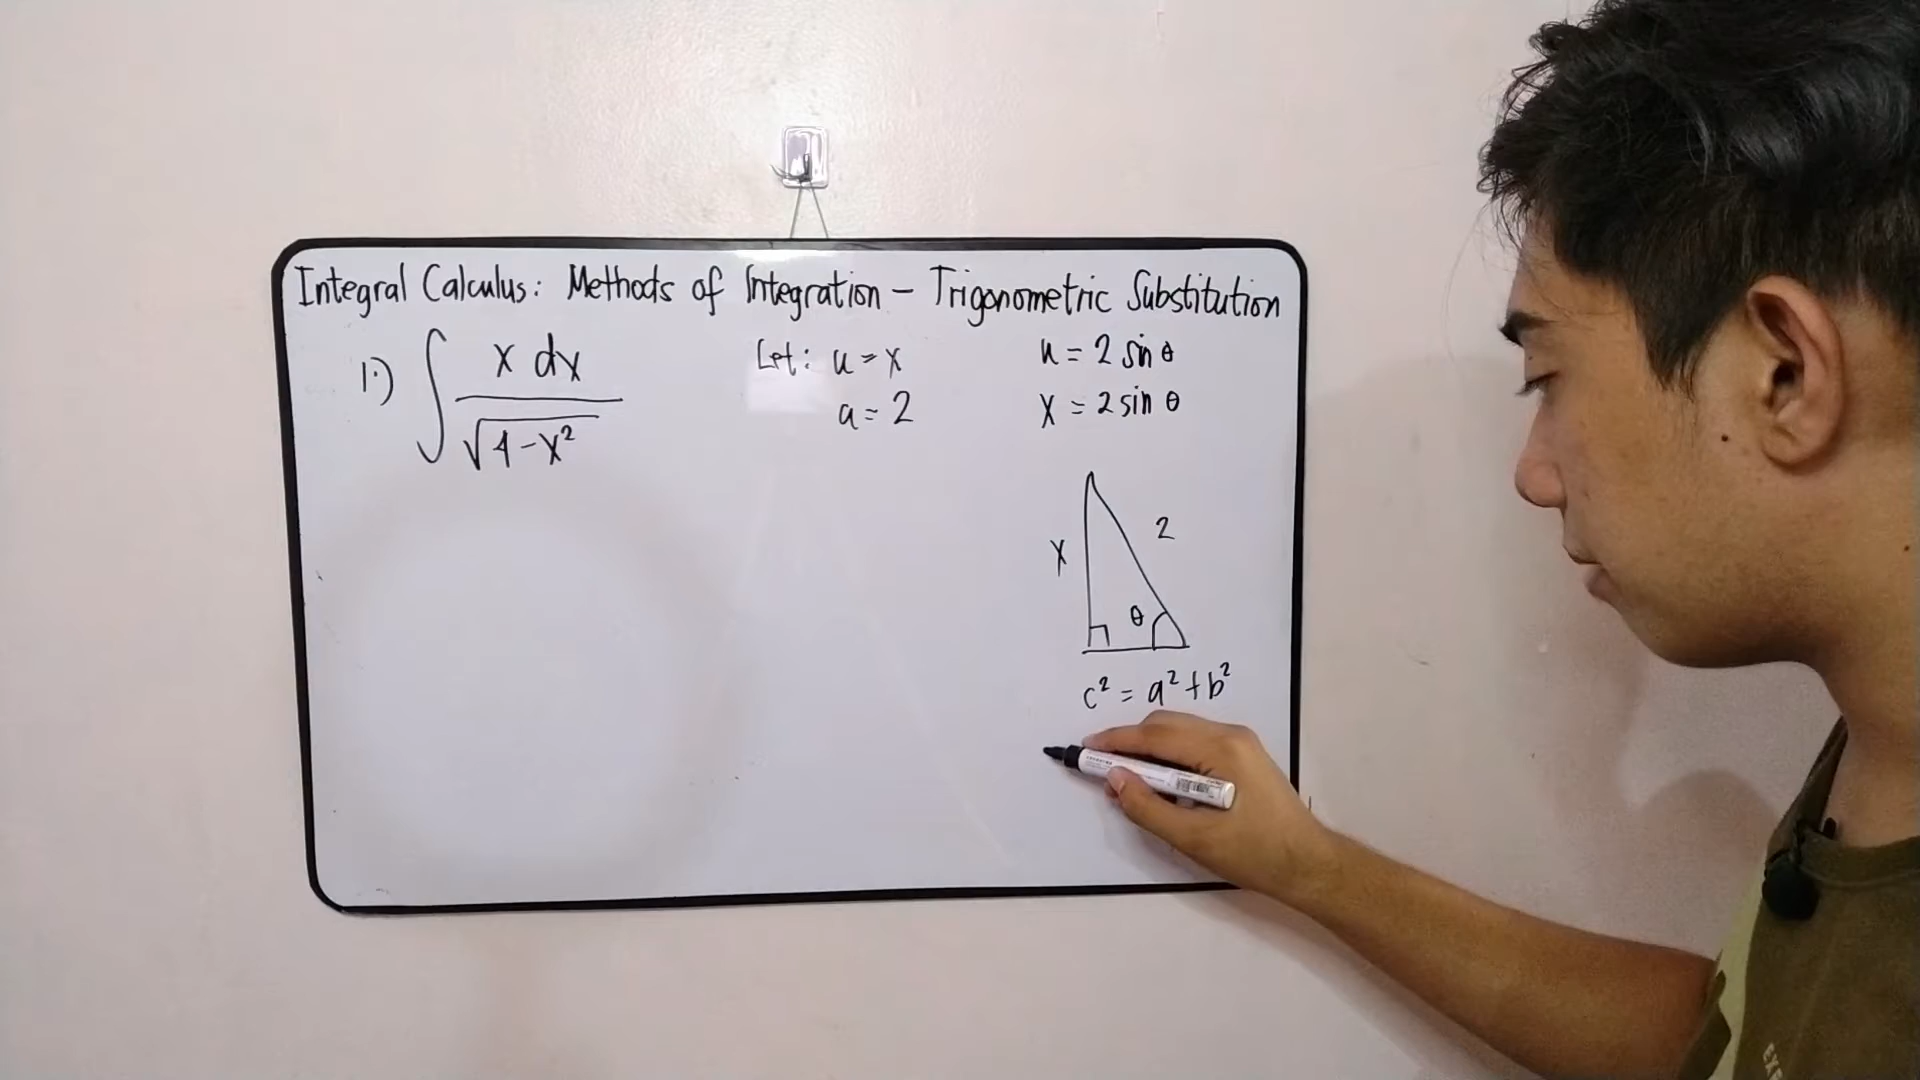 Integral Calculus: Methods of Integration - Trigonometric Substitution
1.) ∫ x dx / √4-x²
Let: u = x
a = 2
u = 2 sin θ
x = 2 sin θ
x
2
θ
c² = a² + b²